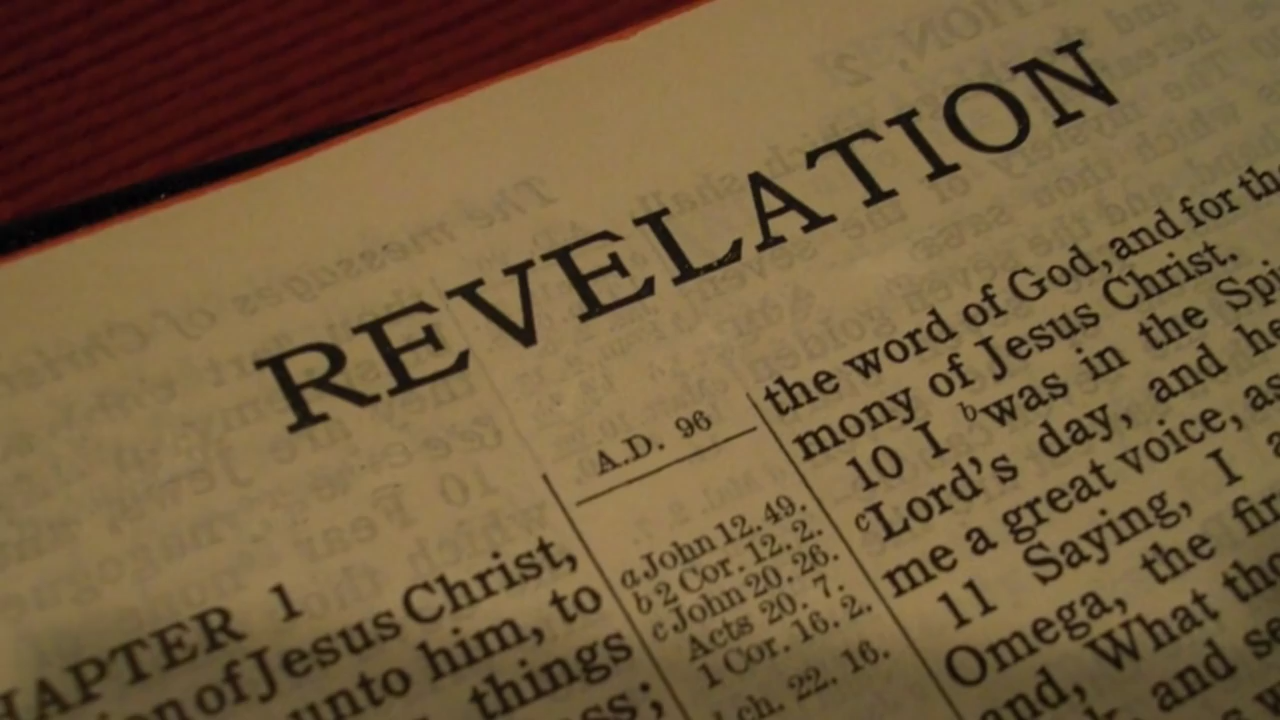 REVELATION
HAPTER 1
ion of Jesus Christ,
unto him, to
things
ss;
A.D. 96
a John 12. 49.
b 2 Cor. 12. 2.
c John 20. 26.
Acts 20. 7.
1 Cor. 16. 2.
ch. 22. 16.
the word of God, and for the
mony of Jesus Christ.
10 I b was in the Spi
c Lord's day, and he
me a great voice, as
11 Saying, I a
Omega, the fir
and, What tho
and se